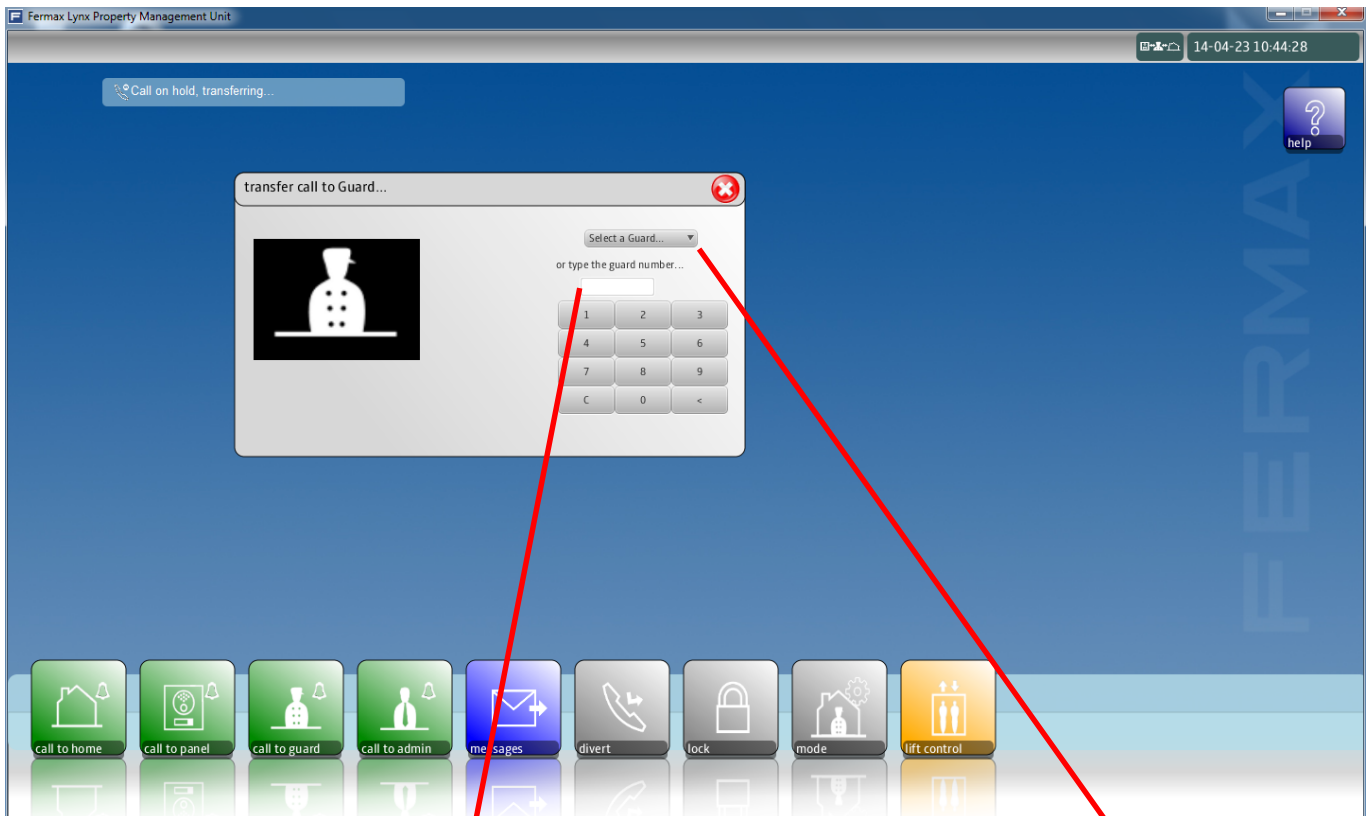 Fermax Lynx Property Management Unit
14-04-23 10:44:28
Call on hold, transferring...
help
transfer call to Guard...
Select a Guard...
or type the guard number...
1 2 3
4 5 6
7 8 9
C 0 <
FERMAX
call to home call to panel call to guard call to admin messages divert lock mode lift control